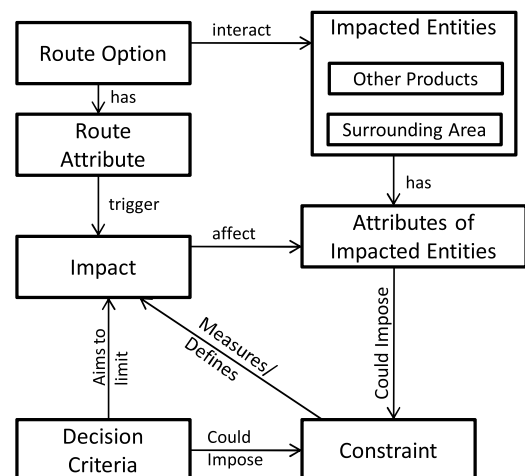 Route Option
interact
Impacted Entities
Other Products
Surrounding Area
has
Route
Attribute
has
trigger
Attributes of
Impacted Entities
Impact
affect
Aims to
limit
Measures/
Defines
Could Impose
Decision
Criteria
Could
Impose
Constraint